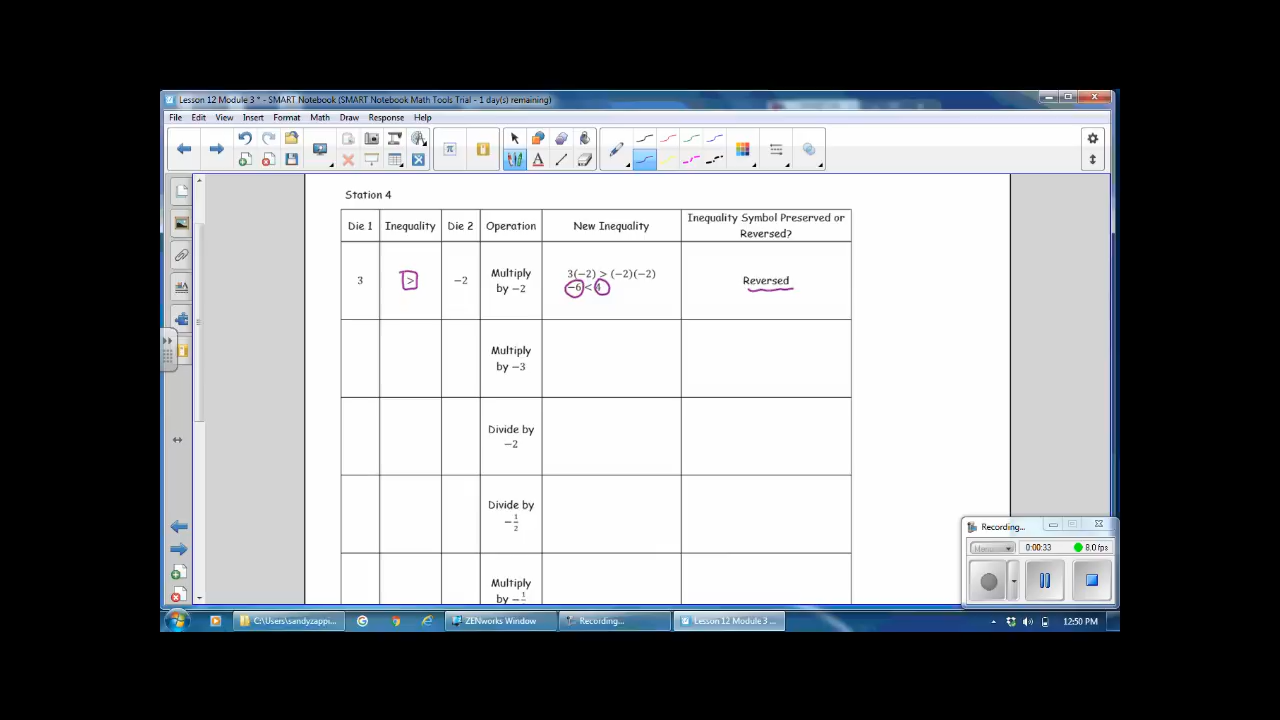 Lesson 12 Module 3 * - SMART Notebook (SMART Notebook Math Tools Trial - 1 day(s) remaining)
File Edit View Insert Format Math Draw Response Help
Station 4
Die 1 Inequality Die 2 Operation New Inequality Inequality Symbol Preserved or
Reversed?
3 > −2 Multiply
by −2
3(−2) > (−2)(−2)
−6 < 4
Reversed
Multiply
by −3
Divide by
−2
Divide by
−1/2
Multiply
Recording...
0:00:33 8.0 fps
C:\Users\sandyzappi... ZENworks Window Recording... Lesson 12 Module 3 ... 12:50 PM